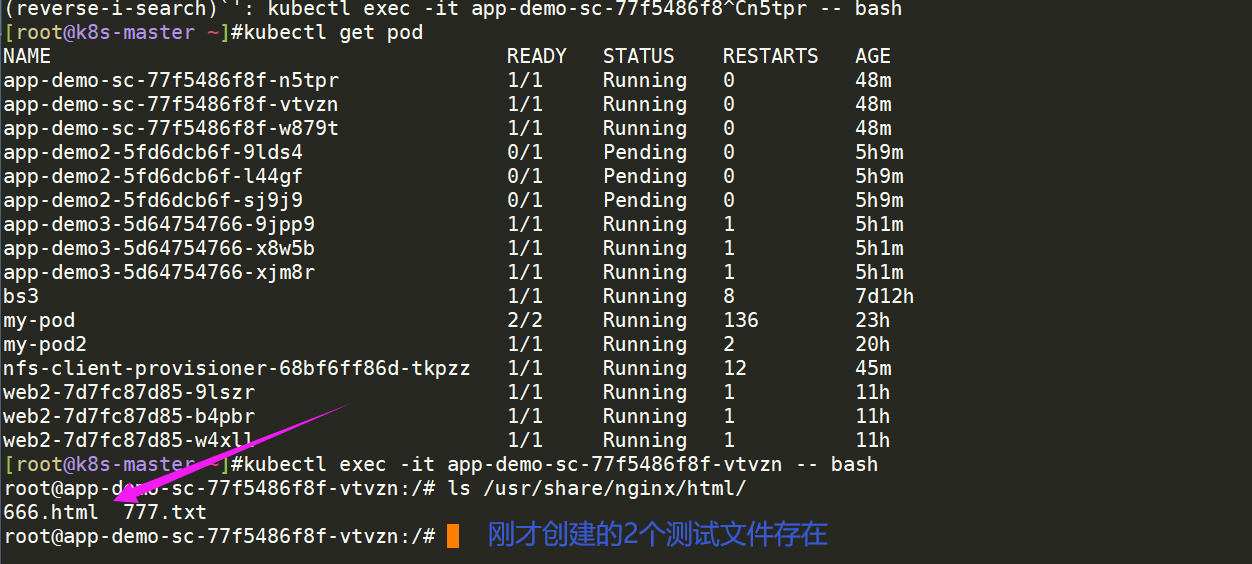 (reverse-i-search)`': kubectl exec -it app-demo-sc-77f5486f8^Cn5tpr -- bash
[root@k8s-master ~]#kubectl get pod
NAME READY STATUS RESTARTS AGE
app-demo-sc-77f5486f8f-n5tpr 1/1 Running 0 48m
app-demo-sc-77f5486f8f-vtvzn 1/1 Running 0 48m
app-demo-sc-77f5486f8f-w879t 1/1 Running 0 48m
app-demo2-5fd6dcb6f-9lds4 0/1 Pending 0 5h9m
app-demo2-5fd6dcb6f-l44gf 0/1 Pending 0 5h9m
app-demo2-5fd6dcb6f-sj9j9 0/1 Pending 0 5h9m
app-demo3-5d64754766-9jpp9 1/1 Running 1 5h1m
app-demo3-5d64754766-x8w5b 1/1 Running 1 5h1m
app-demo3-5d64754766-xjm8r 1/1 Running 1 5h1m
bs3 1/1 Running 8 7d12h
my-pod 2/2 Running 136 23h
my-pod2 1/1 Running 2 20h
nfs-client-provisioner-68bf6ff86d-tkpzz 1/1 Running 12 45m
web2-7d7fc87d85-9lszr 1/1 Running 1 11h
web2-7d7fc87d85-b4pbr 1/1 Running 1 11h
web2-7d7fc87d85-w4xll 1/1 Running 1 11h
[root@k8s-master ~]#kubectl exec -it app-demo-sc-77f5486f8f-vtvzn -- bash
root@app-demo-sc-77f5486f8f-vtvzn:/# ls /usr/share/nginx/html/
666.html 777.txt
root@app-demo-sc-77f5486f8f-vtvzn:/# 刚才创建的2个测试文件存在